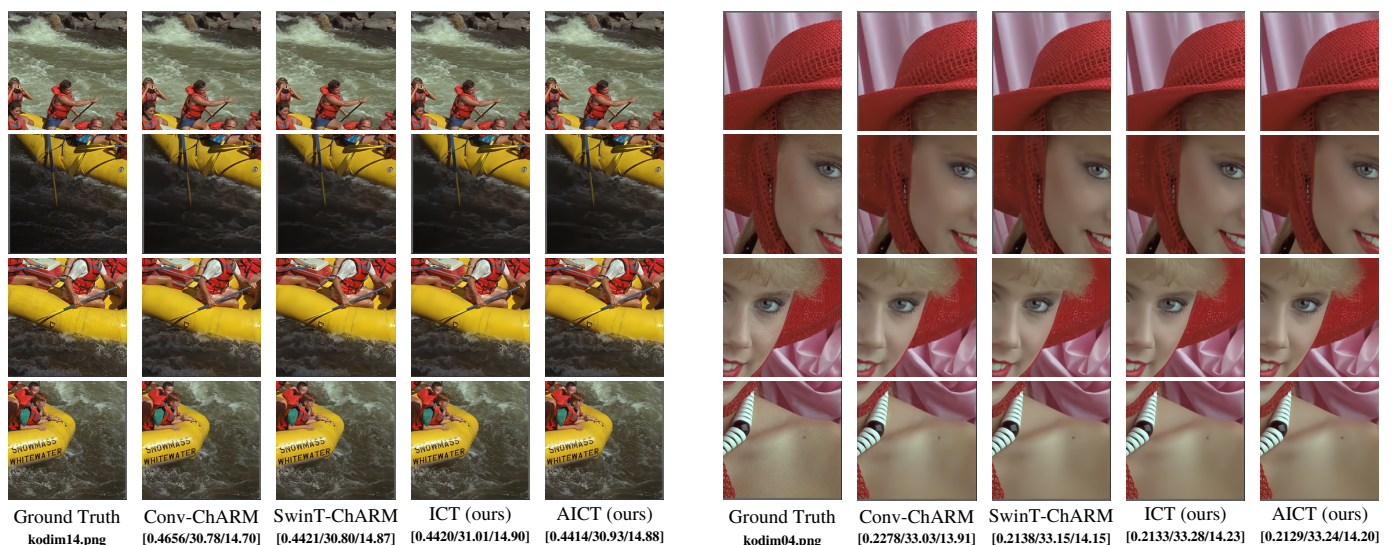 SNOWMASS
WHITEWATER
SNOWMASS
WHITEWATER
SNOWMASS
WHITEWATER
SNOWMASS
WHITEWATER
SNOWMASS
WHITEWATER
Ground Truth
kodim14.png
Conv-ChARM
[0.4656/30.78/14.70]
SwinT-ChARM
[0.4421/30.80/14.87]
ICT (ours)
[0.4420/31.01/14.90]
AICT (ours)
[0.4414/30.93/14.88]
Ground Truth
kodim04.png
Conv-ChARM
[0.2278/33.03/13.91]
SwinT-ChARM
[0.2138/33.15/14.15]
ICT (ours)
[0.2133/33.28/14.23]
AICT (ours)
[0.2129/33.24/14.20]